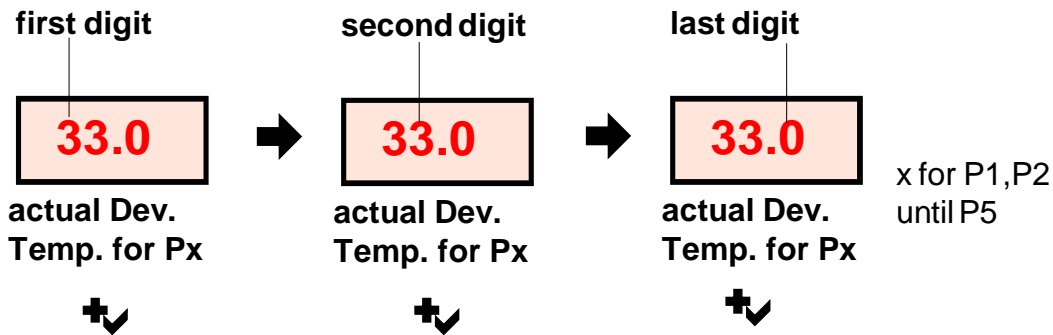 first digit
second digit
last digit
33.0
33.0
33.0
actual Dev.
Temp. for Px
actual Dev.
Temp. for Px
actual Dev.
Temp. for Px
x for P1,P2
until P5